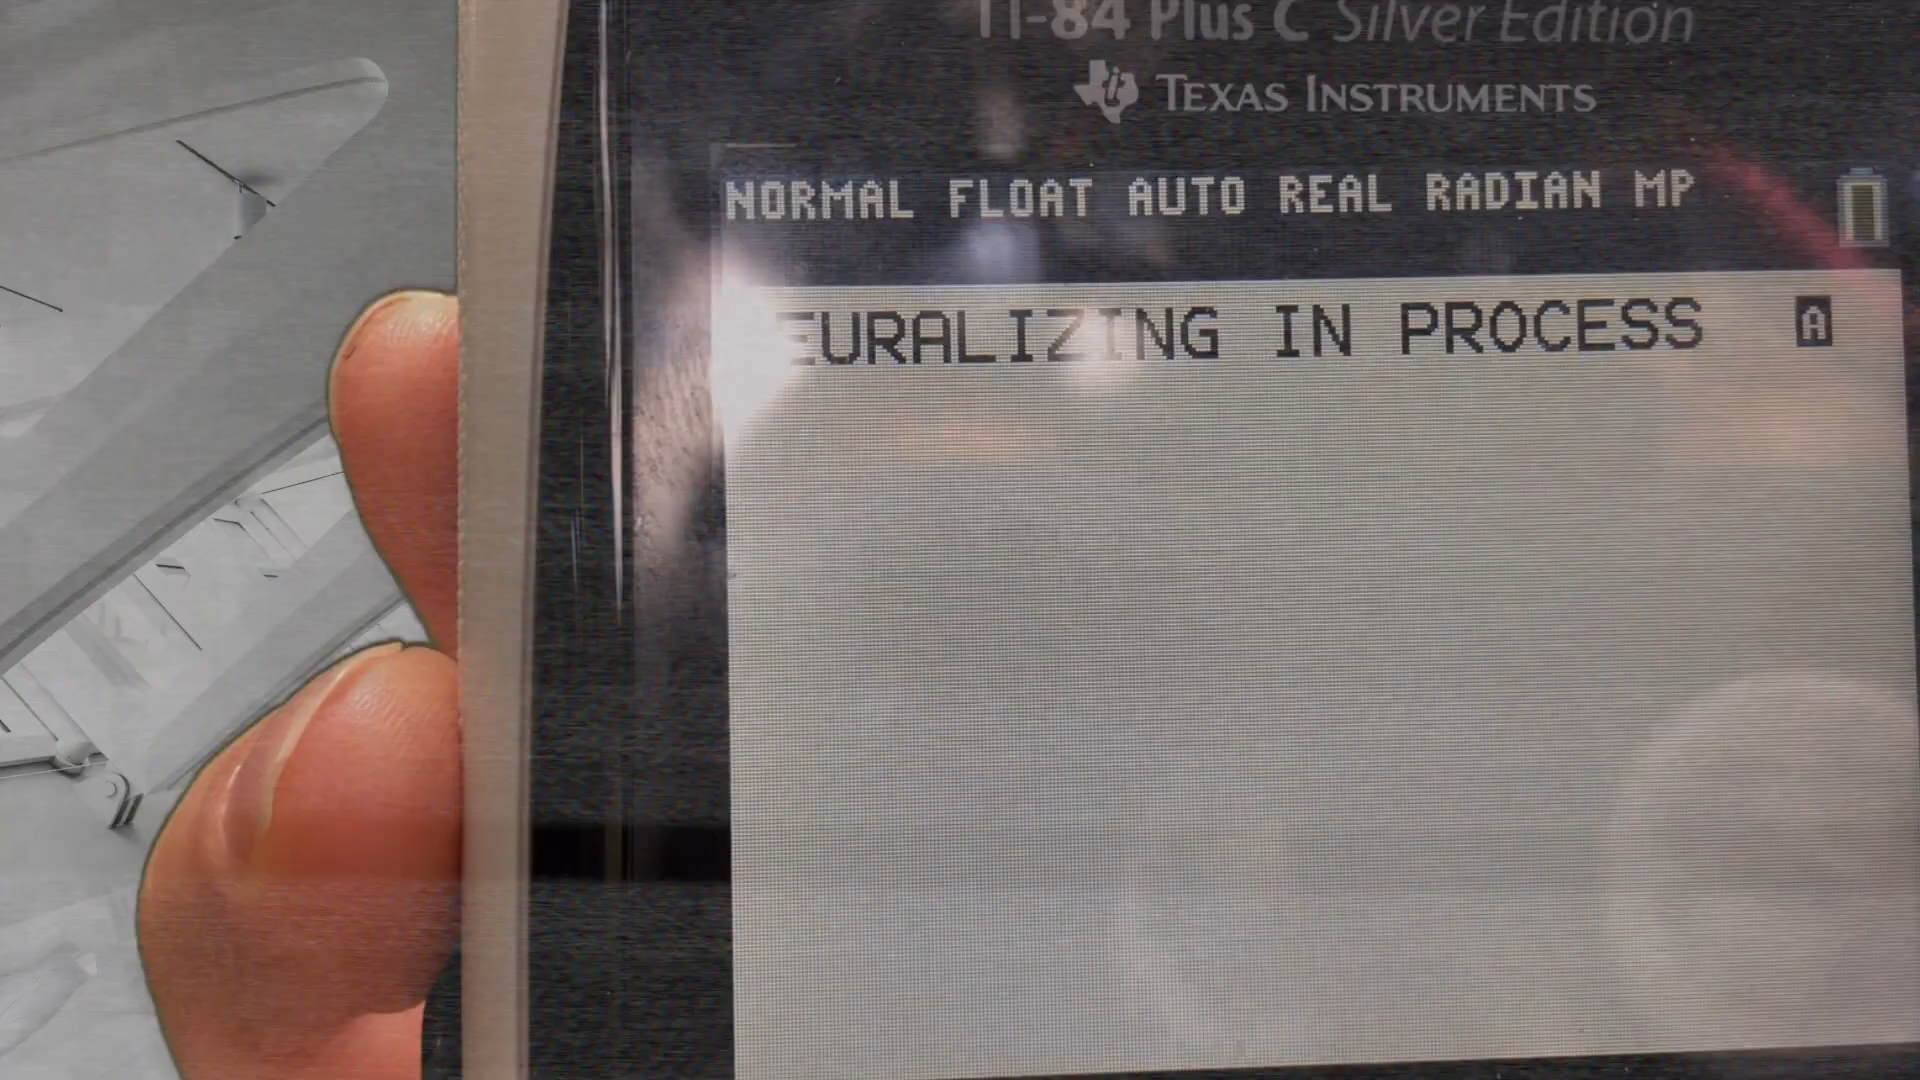 TI-84 Plus C Silver Edition
TEXAS INSTRUMENTS
NORMAL FLOAT AUTO REAL RADIAN MP
EURALIZING IN PROCESS A